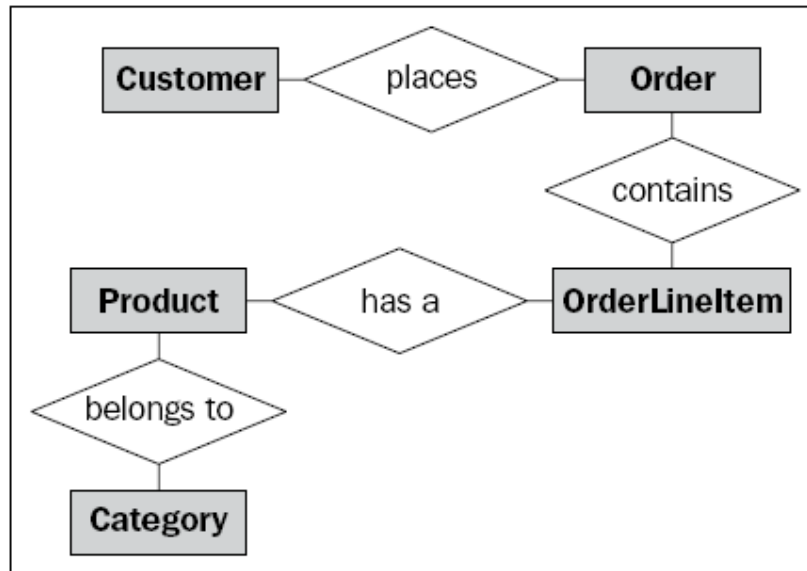 Customer
places
Order
contains
Product
has a
OrderLineItem
belongs to
Category